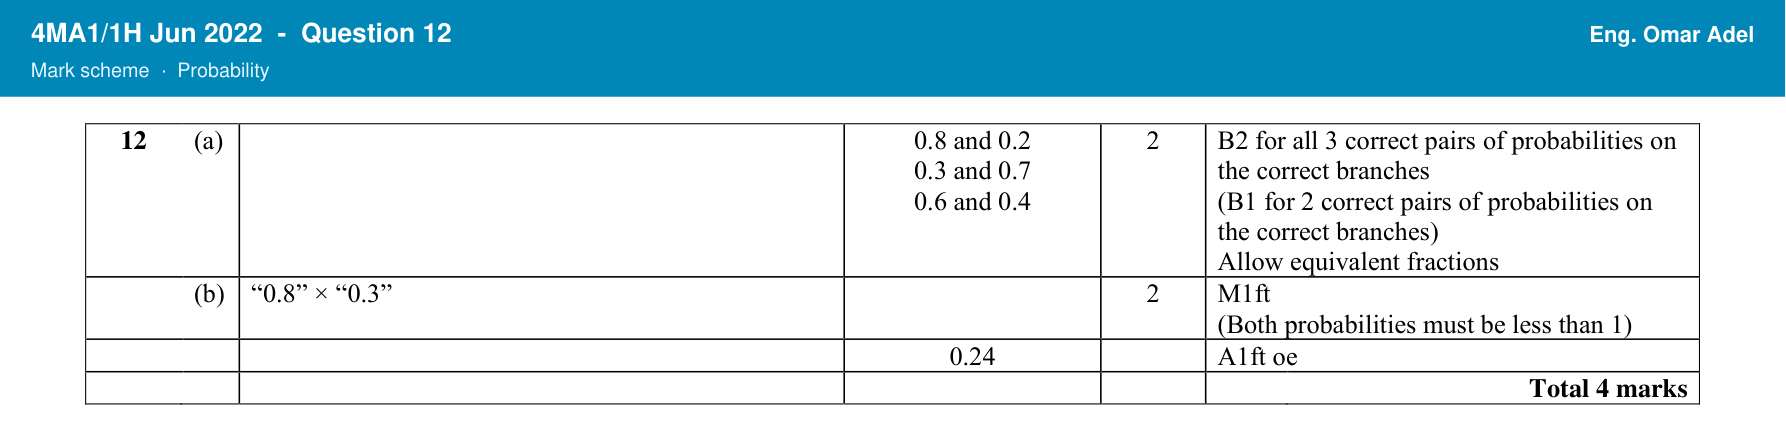 4MA1/1H Jun 2022 - Question 12
Eng. Omar Adel
Mark scheme · Probability
12 (a) 0.8 and 0.2 2 B2 for all 3 correct pairs of probabilities on
0.3 and 0.7 the correct branches
0.6 and 0.4 (B1 for 2 correct pairs of probabilities on
the correct branches)
Allow equivalent fractions
(b) “0.8” × “0.3” 2 M1ft
(Both probabilities must be less than 1)
0.24 A1ft oe
Total 4 marks